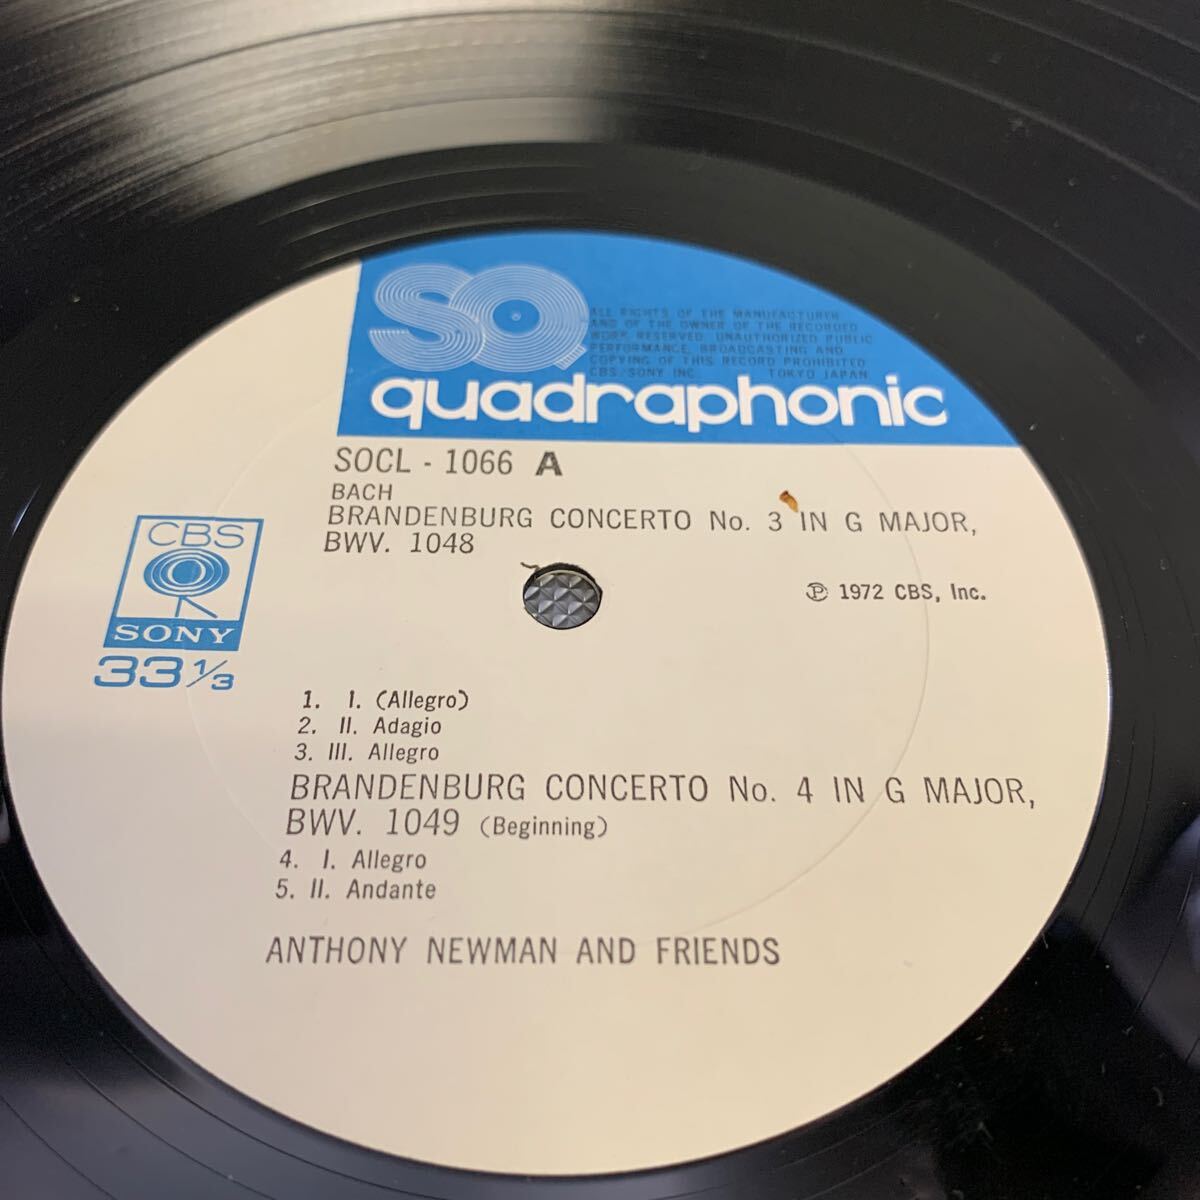 SQ
ALL RIGHTS OF THE MANUFACTURER
AND OF THE OWNER OF THE RECORDED
WORK RESERVED. UNAUTHORIZED PUBLIC
PERFORMANCE, BROADCASTING AND
COPYING OF THIS RECORD PROHIBITED
CBS/SONY INC. TOKYO JAPAN
quadraphonic
SOCL - 1066 A
BACH
BRANDENBURG CONCERTO No. 3 IN G MAJOR,
BWV. 1048
CBS
SONY
33 1/3
Ⓟ 1972 CBS, Inc.
1. I. (Allegro)
2. II. Adagio
3. III. Allegro
BRANDENBURG CONCERTO No. 4 IN G MAJOR,
BWV. 1049 (Beginning)
4. I. Allegro
5. II. Andante
ANTHONY NEWMAN AND FRIENDS